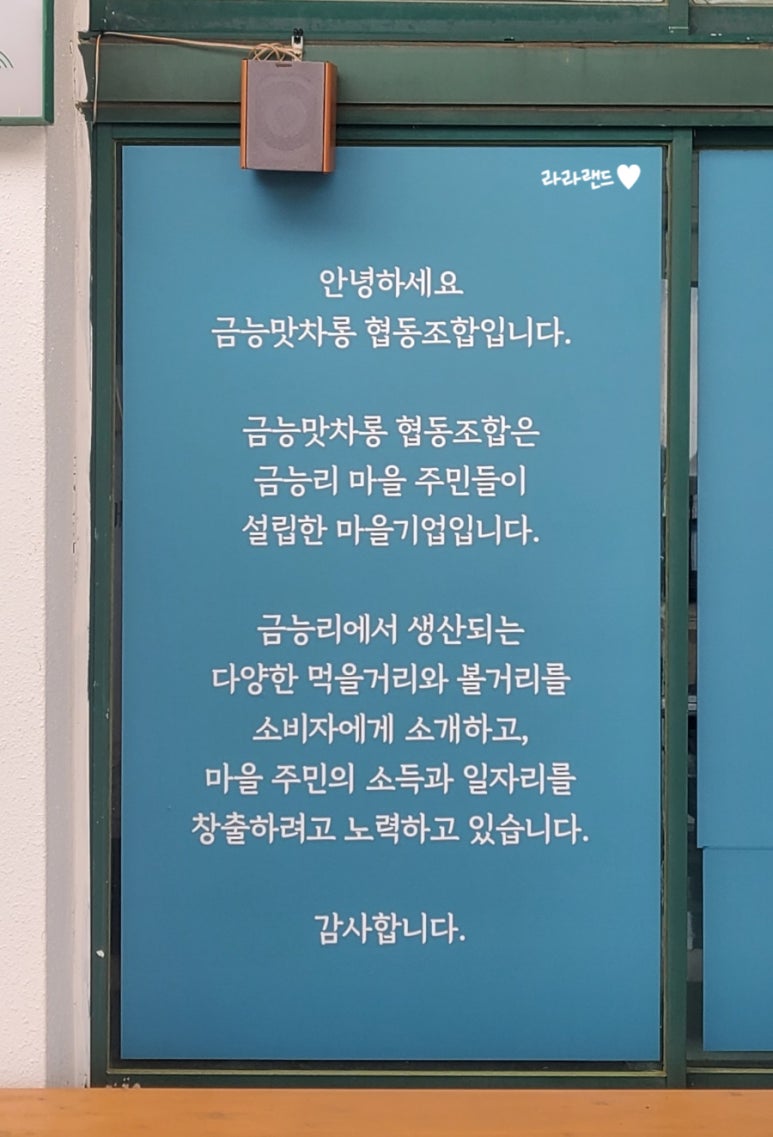 라라랜드♥
안녕하세요
금능맛차롱 협동조합입니다.
금능맛차롱 협동조합은
금능리 마을 주민들이
설립한 마을기업입니다.
금능리에서 생산되는
다양한 먹을거리와 볼거리를
소비자에게 소개하고,
마을 주민의 소득과 일자리를
창출하려고 노력하고 있습니다.
감사합니다.